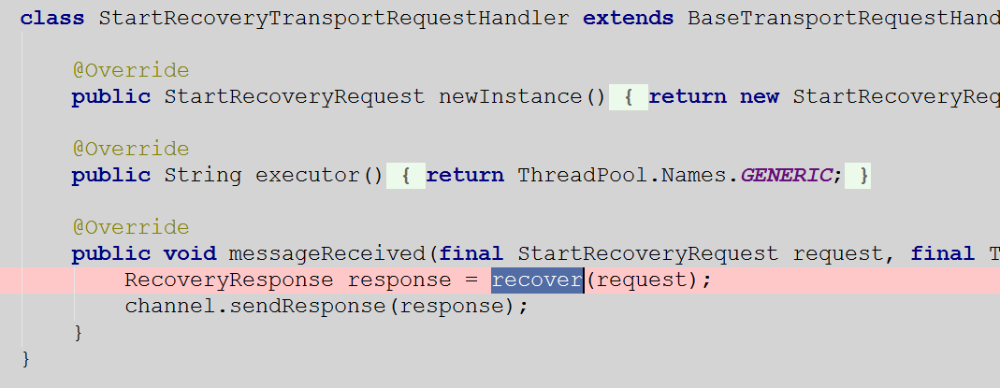 class StartRecoveryTransportRequestHandler extends BaseTransportRequestHand
@Override
public StartRecoveryRequest newInstance() { return new StartRecoveryReq
@Override
public String executor() { return ThreadPool.Names.GENERIC; }
@Override
public void messageReceived(final StartRecoveryRequest request, final T
RecoveryResponse response = recover(request);
channel.sendResponse(response);
}
}